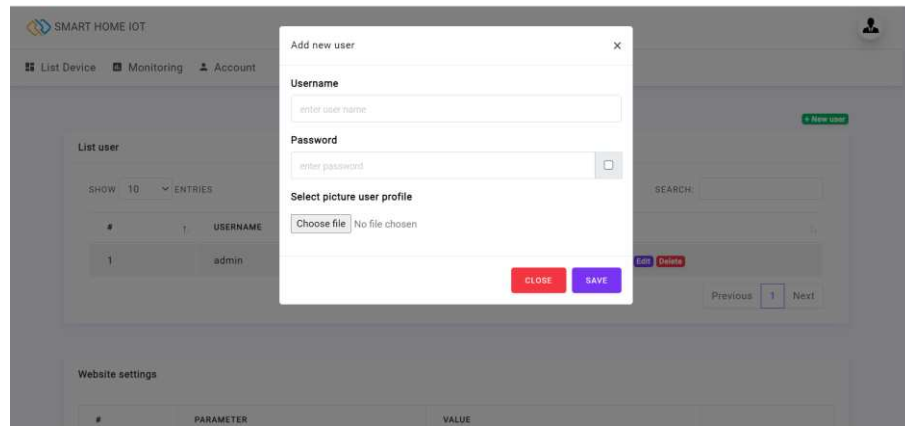 SMART HOME IOT
Add new user ×
List Device Monitoring Account
Username
enter user name
+ New user
Password
List user
enter password
SHOW 10 ENTRIES
SEARCH:
Select picture user profile
# USERNAME
Choose file No file chosen
1 admin
Edit Delete
CLOSE SAVE
Previous 1 Next
Website settings
# PARAMETER VALUE